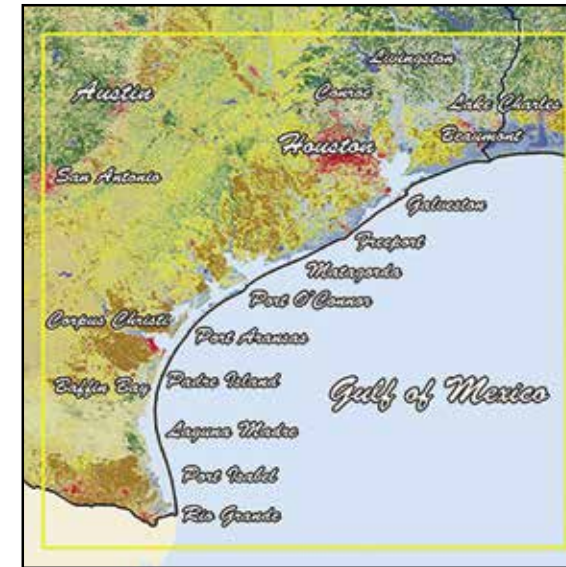 Livingston
Austin
Conroe
Lake Charles
Houston
Beaumont
San Antonio
Galveston
Freeport
Matagorda
Port O'Connor
Corpus Christi
Port Aransas
Baffin Bay
Padre Island
Gulf of Mexico
Laguna Madre
Port Isabel
Rio Grande